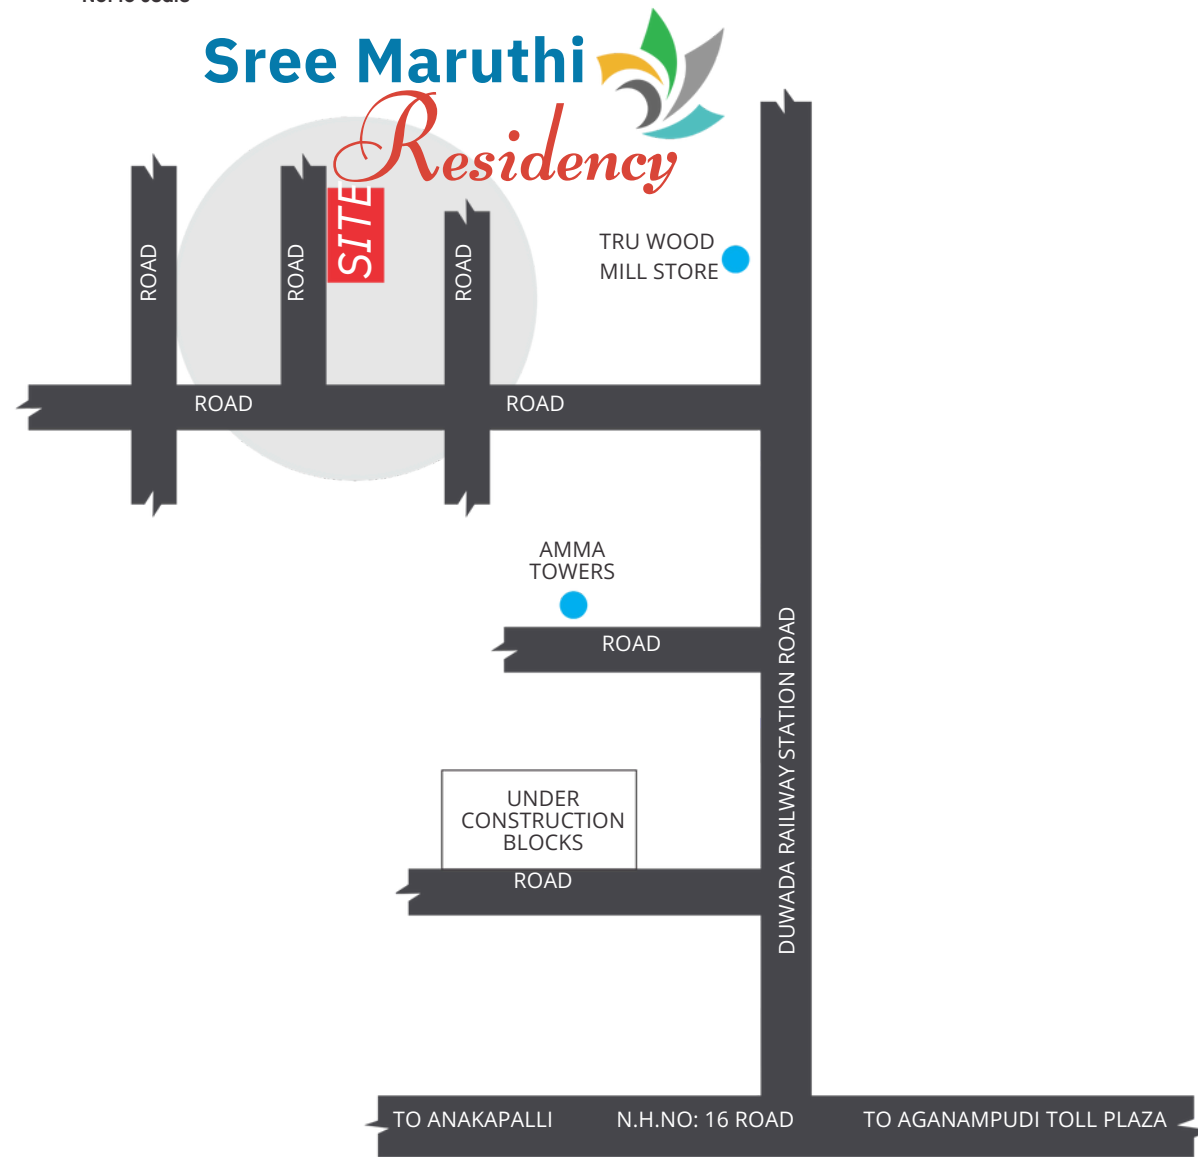 Sree Maruthi
Residency
SITE
ROAD
ROAD
ROAD
TRU WOOD
MILL STORE
ROAD
ROAD
AMMA
TOWERS
ROAD
DUWADA RAILWAY STATION ROAD
UNDER
CONSTRUCTION
BLOCKS
ROAD
TO ANAKAPALLI
N.H.NO: 16 ROAD
TO AGANAMPUDI TOLL PLAZA